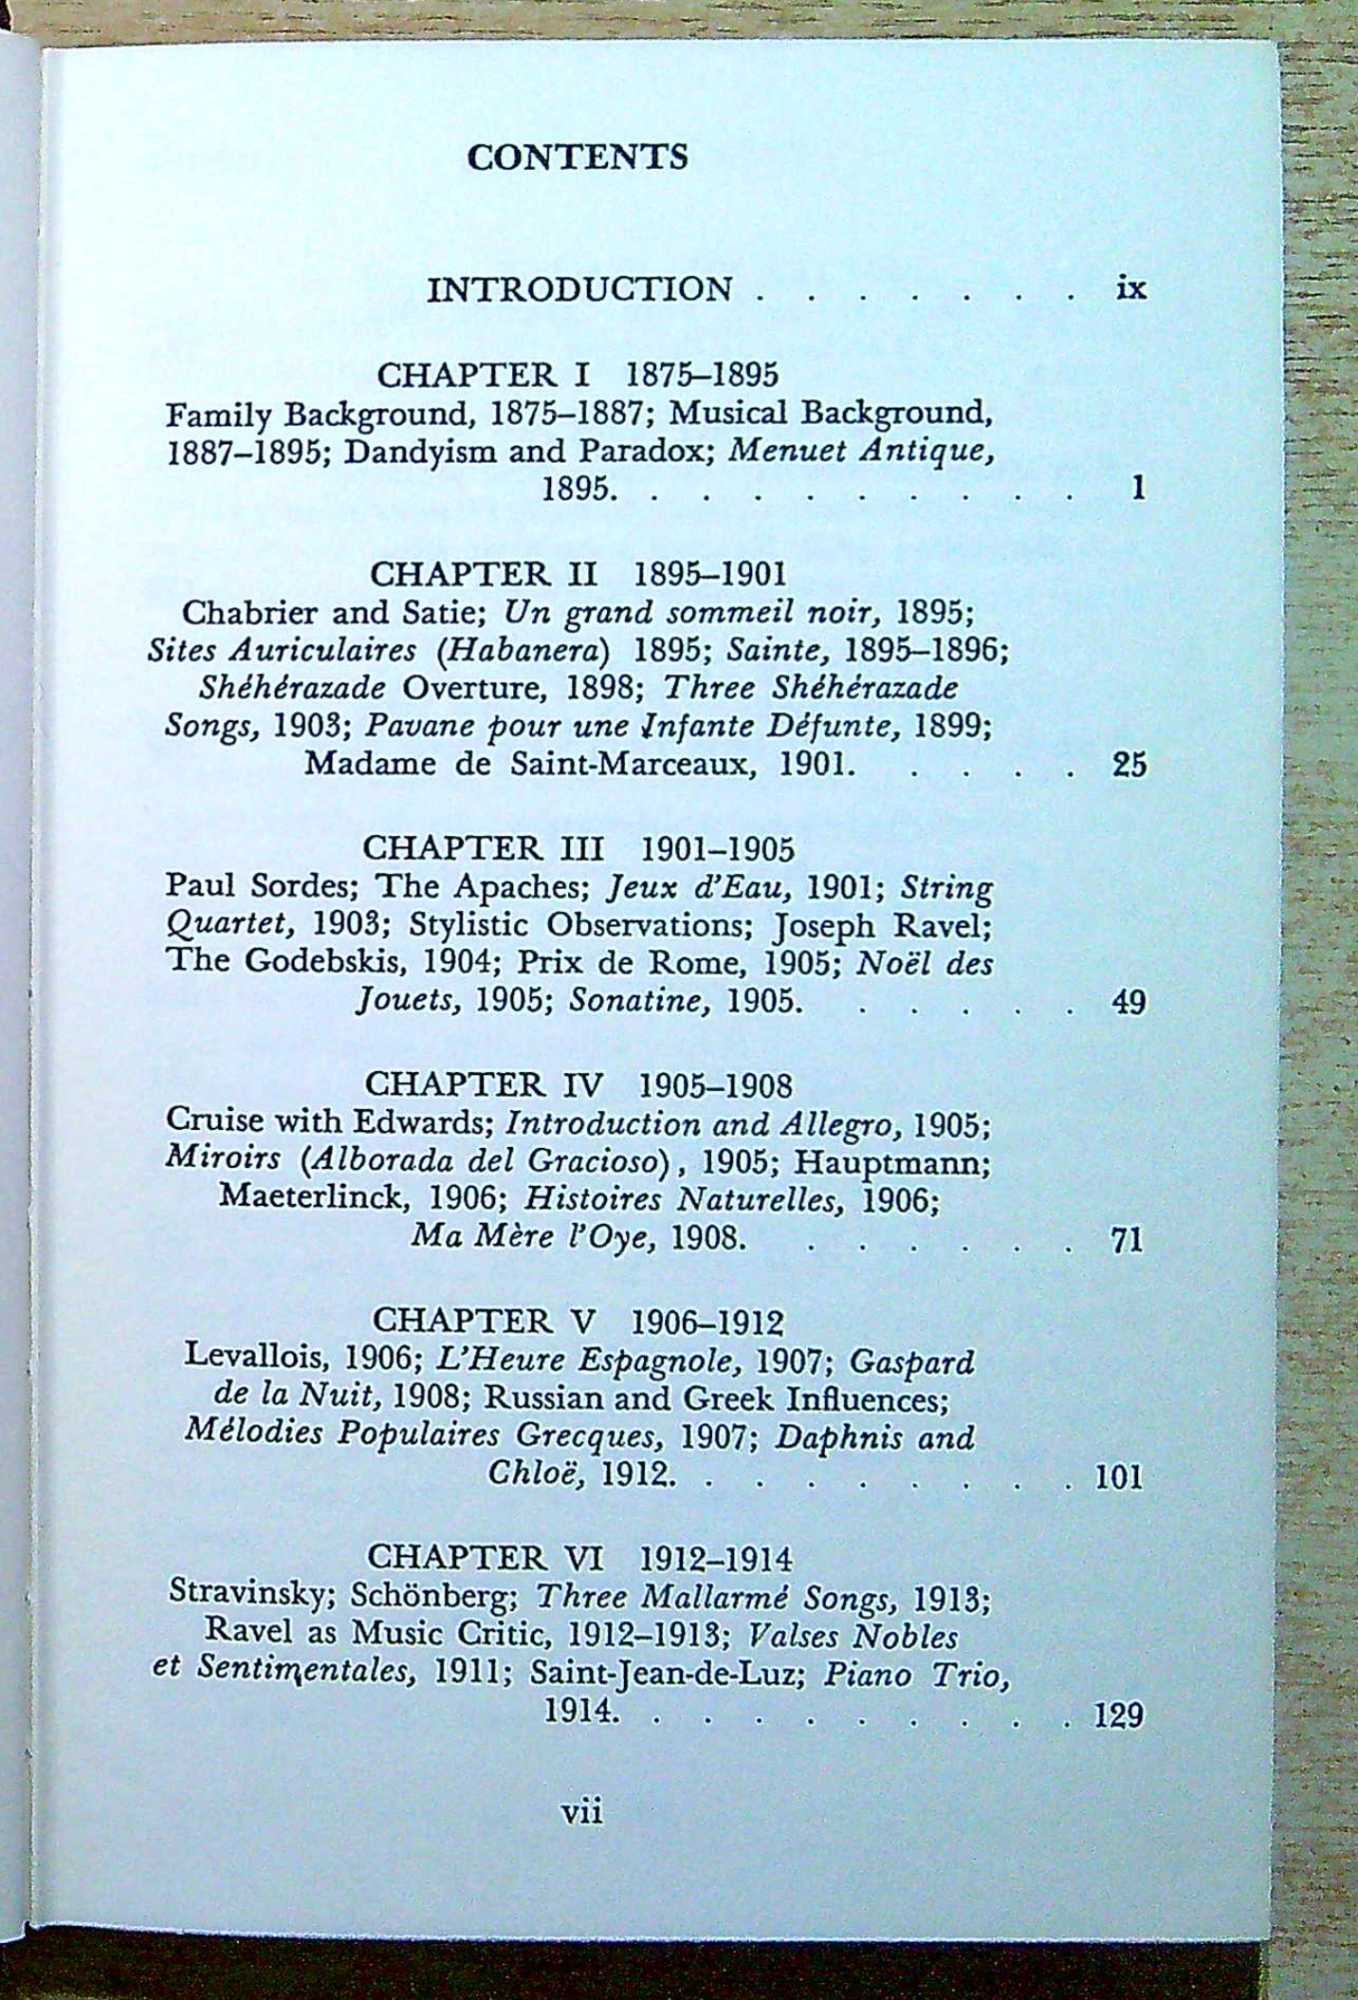 CONTENTS
INTRODUCTION . . . . . . . ix
CHAPTER I 1875–1895
Family Background, 1875–1887; Musical Background,
1887–1895; Dandyism and Paradox; Menuet Antique,
1895. . . . . . . . . . 1
CHAPTER II 1895–1901
Chabrier and Satie; Un grand sommeil noir, 1895;
Sites Auriculaires (Habanera) 1895; Sainte, 1895–1896;
Shéhérazade Overture, 1898; Three Shéhérazade
Songs, 1903; Pavane pour une Infante Défunte, 1899;
Madame de Saint-Marceaux, 1901. . . . . 25
CHAPTER III 1901–1905
Paul Sordes; The Apaches; Jeux d'Eau, 1901; String
Quartet, 1903; Stylistic Observations; Joseph Ravel;
The Godebskis, 1904; Prix de Rome, 1905; Noël des
Jouets, 1905; Sonatine, 1905. . . . . . 49
CHAPTER IV 1905–1908
Cruise with Edwards; Introduction and Allegro, 1905;
Miroirs (Alborada del Gracioso), 1905; Hauptmann;
Maeterlinck, 1906; Histoires Naturelles, 1906;
Ma Mère l'Oye, 1908. . . . . . . 71
CHAPTER V 1906–1912
Levallois, 1906; L'Heure Espagnole, 1907; Gaspard
de la Nuit, 1908; Russian and Greek Influences;
Mélodies Populaires Grecques, 1907; Daphnis and
Chloë, 1912. . . . . . . . . 101
CHAPTER VI 1912–1914
Stravinsky; Schönberg; Three Mallarmé Songs, 1913;
Ravel as Music Critic, 1912–1913; Valses Nobles
et Sentimentales, 1911; Saint-Jean-de-Luz; Piano Trio,
1914. . . . . . . . . . 129
vii